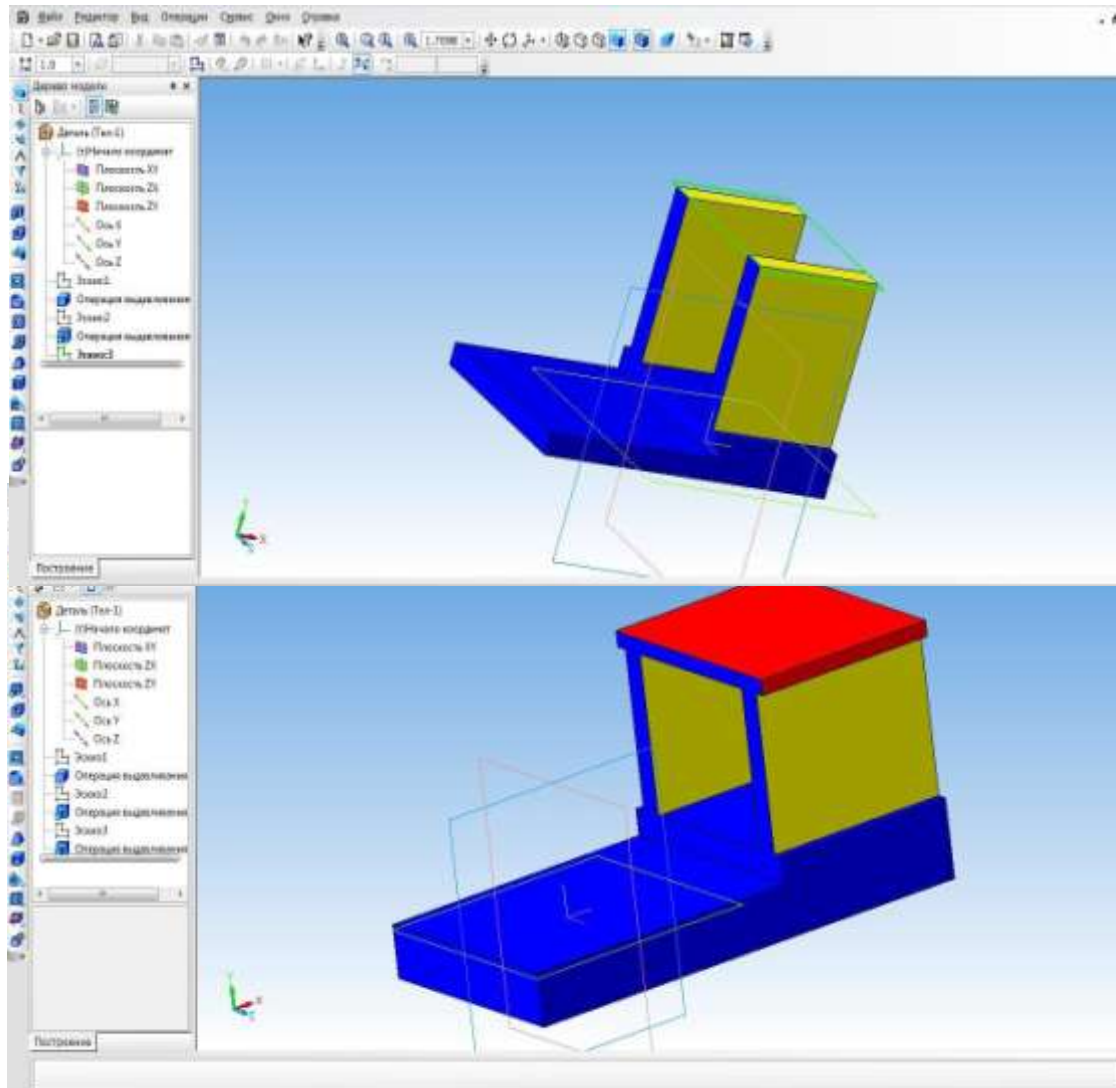 Файл Редактор Вид Операции Сервис Окно Справка
1.0
Дерево модели
Деталь (Тел-1)
(т)Начало координат
Плоскость XY
Плоскость ZX
Плоскость ZY
Ось X
Ось Y
Ось Z
Эскиз1
Операция выдавливания
Эскиз2
Операция выдавливания
Эскиз3
Построение
Деталь (Тел-1)
(т)Начало координат
Плоскость XY
Плоскость ZX
Плоскость ZY
Ось X
Ось Y
Ось Z
Эскиз1
Операция выдавливания
Эскиз2
Операция выдавливания
Эскиз3
Операция выдавливания
Построение